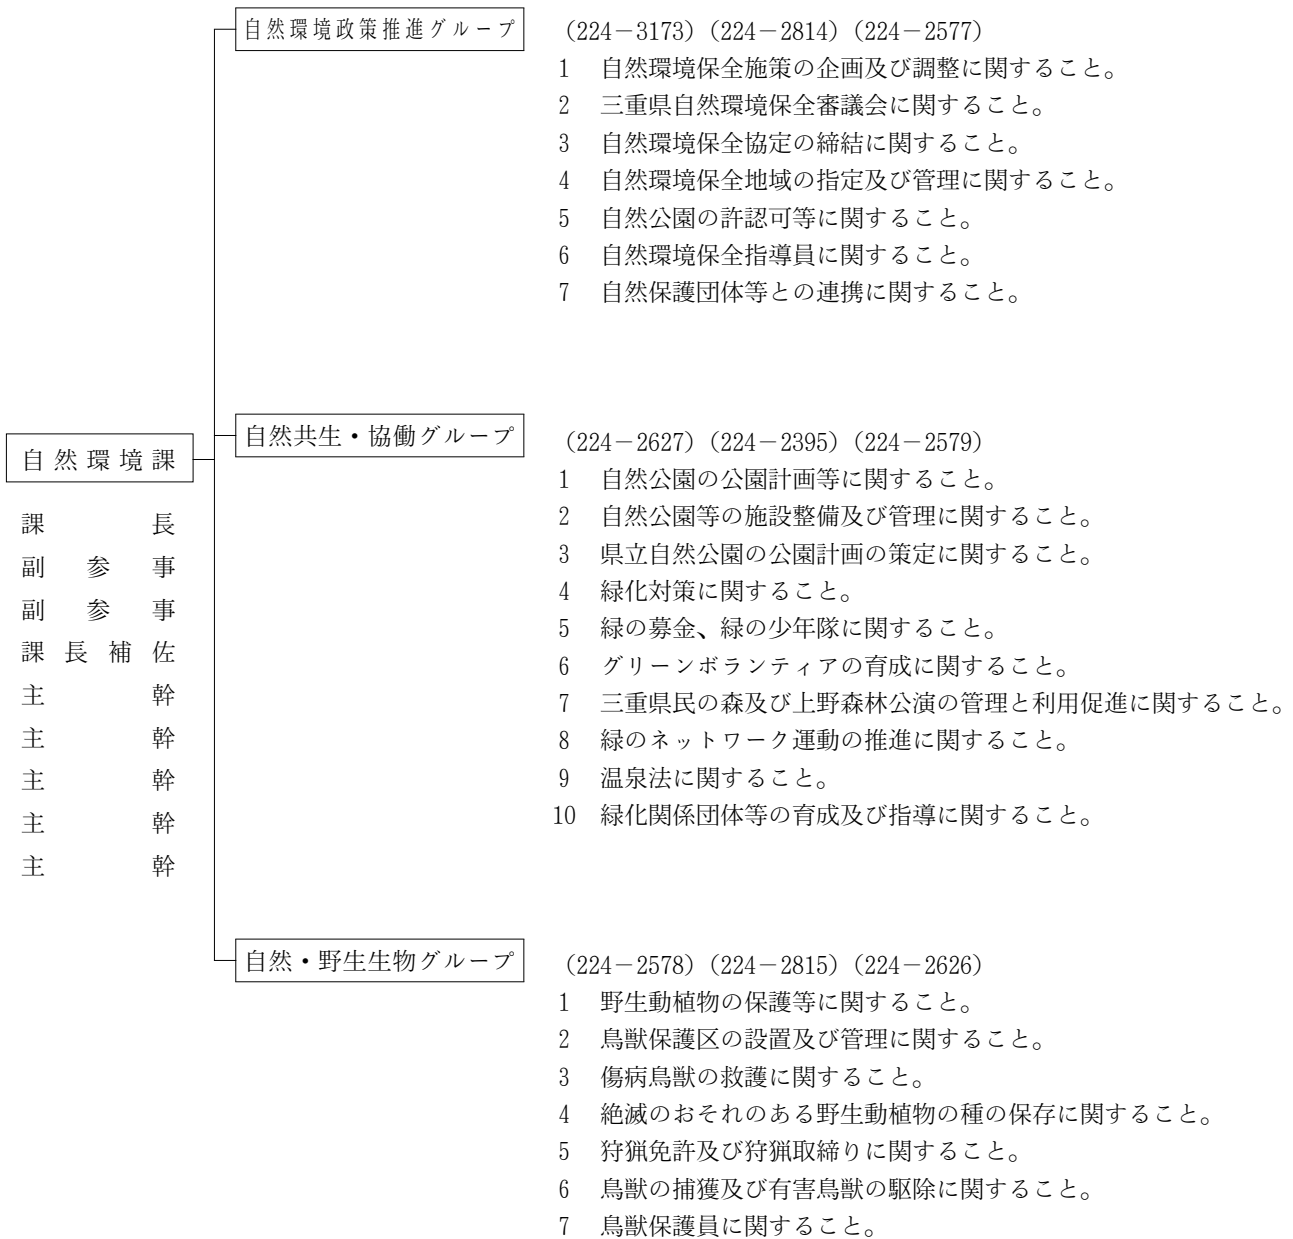 自然環境政策推進グループ
（224－3173）（224－2814）（224－2577）
1　自然環境保全施策の企画及び調整に関すること。
2　三重県自然環境保全審議会に関すること。
3　自然環境保全協定の締結に関すること。
4　自然環境保全地域の指定及び管理に関すること。
5　自然公園の許認可等に関すること。
6　自然環境保全指導員に関すること。
7　自然保護団体等との連携に関すること。
自然環境課
課長
副参事
副参事
課長補佐
主幹
主幹
主幹
主幹
主幹
自然共生・協働グループ
（224－2627）（224－2395）（224－2579）
1　自然公園の公園計画等に関すること。
2　自然公園等の施設整備及び管理に関すること。
3　県立自然公園の公園計画の策定に関すること。
4　緑化対策に関すること。
5　緑の募金、緑の少年隊に関すること。
6　グリーンボランティアの育成に関すること。
7　三重県民の森及び上野森林公演の管理と利用促進に関すること。
8　緑のネットワーク運動の推進に関すること。
9　温泉法に関すること。
10　緑化関係団体等の育成及び指導に関すること。
自然・野生生物グループ
（224－2578）（224－2815）（224－2626）
1　野生動植物の保護等に関すること。
2　鳥獣保護区の設置及び管理に関すること。
3　傷病鳥獣の救護に関すること。
4　絶滅のおそれのある野生動植物の種の保存に関すること。
5　狩猟免許及び狩猟取締りに関すること。
6　鳥獣の捕獲及び有害鳥獣の駆除に関すること。
7　鳥獣保護員に関すること。